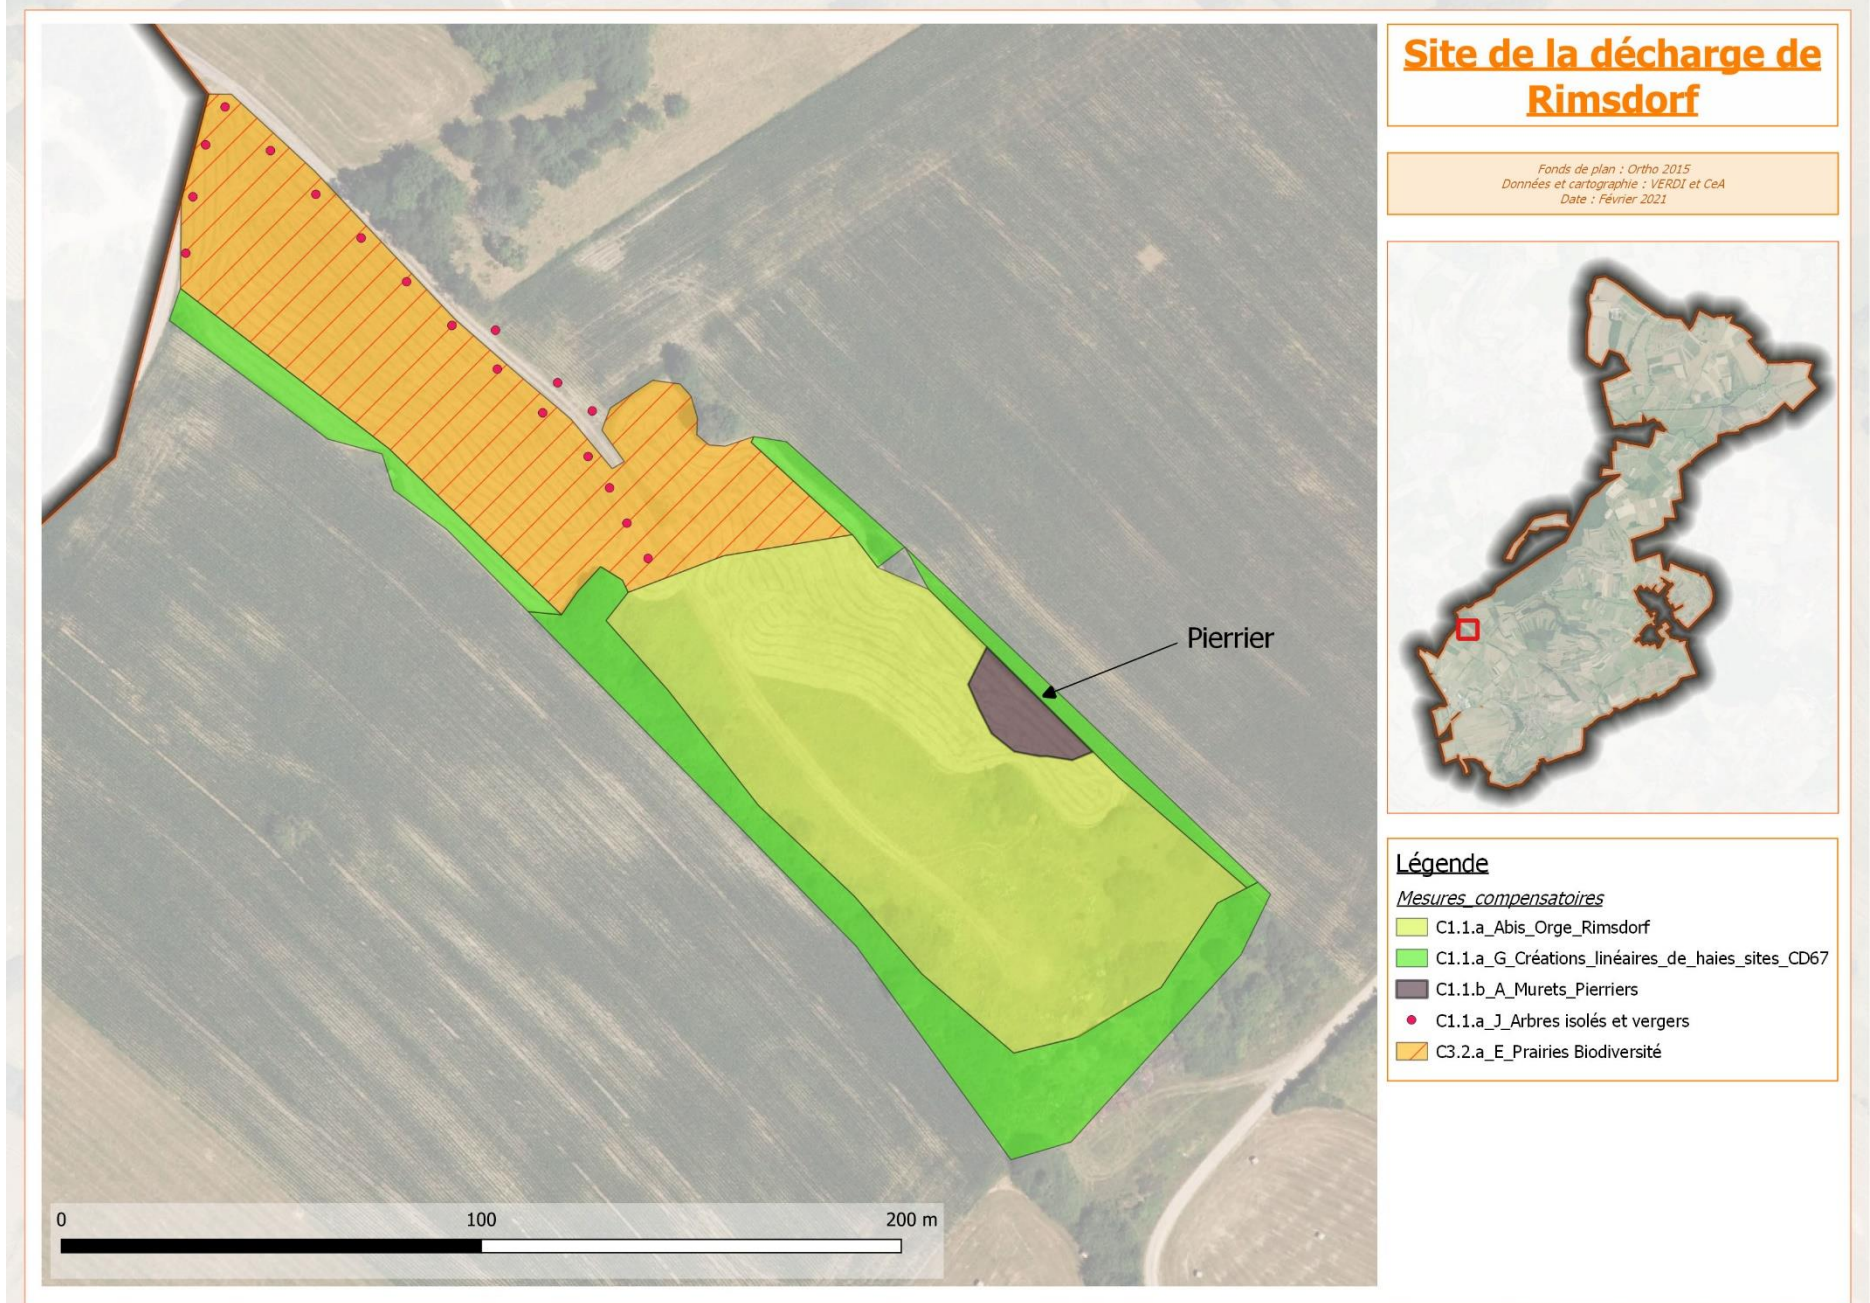 Site de la décharge de
Rimsdorf
Fonds de plan : Ortho 2015
Données et cartographie : VERDI et CeA
Date : Février 2021
Pierrier
Légende
Mesures_compensatoires
C1.1.a_Abis_Orge_Rimsdorf
C1.1.a_G_Créations_linéaires_de_haies_sites_CD67
C1.1.b_A_Murets_Pierriers
C1.1.a_J_Arbres isolés et vergers
C3.2.a_E_Prairies Biodiversité
0 100 200 m